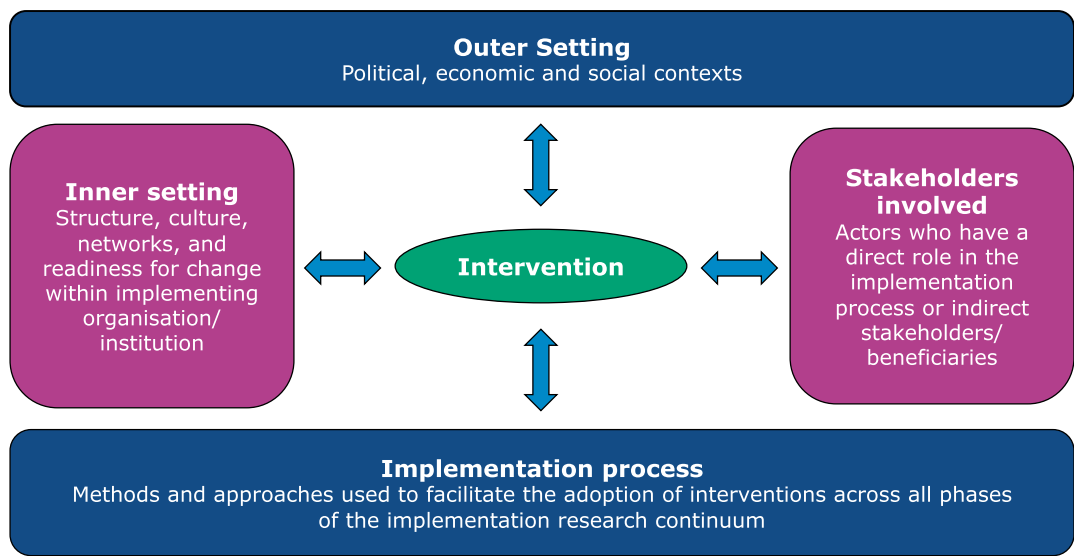 Outer Setting
Political, economic and social contexts
Inner setting
Structure, culture,
networks, and
readiness for change
within implementing
organisation/
institution
Intervention
Stakeholders
involved
Actors who have a
direct role in the
implementation
process or indirect
stakeholders/
beneficiaries
Implementation process
Methods and approaches used to facilitate the adoption of interventions across all phases
of the implementation research continuum